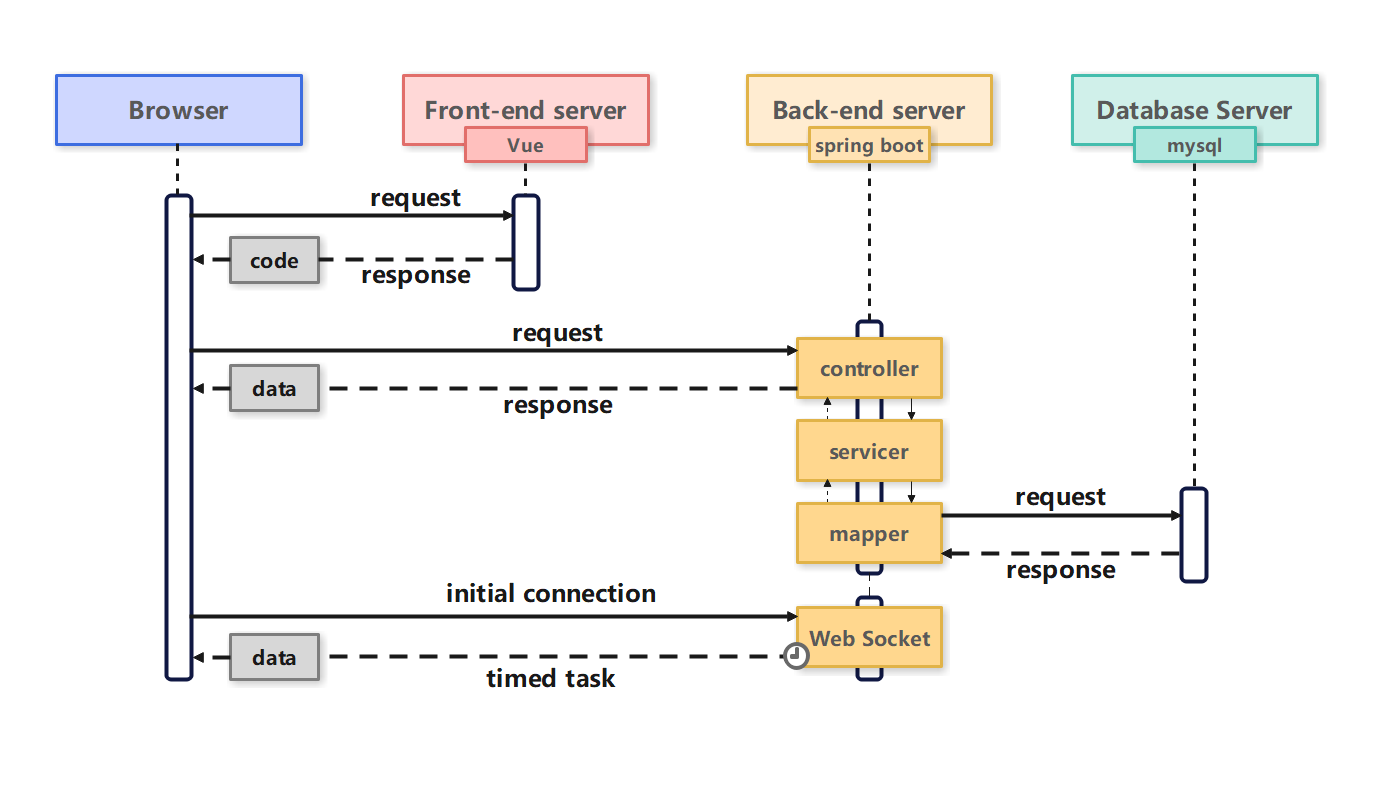 Browser
Front-end server
Vue
Back-end server
spring boot
Database Server
mysql
request
code
response
request
controller
data
response
servicer
request
mapper
response
initial connection
Web Socket
data
timed task